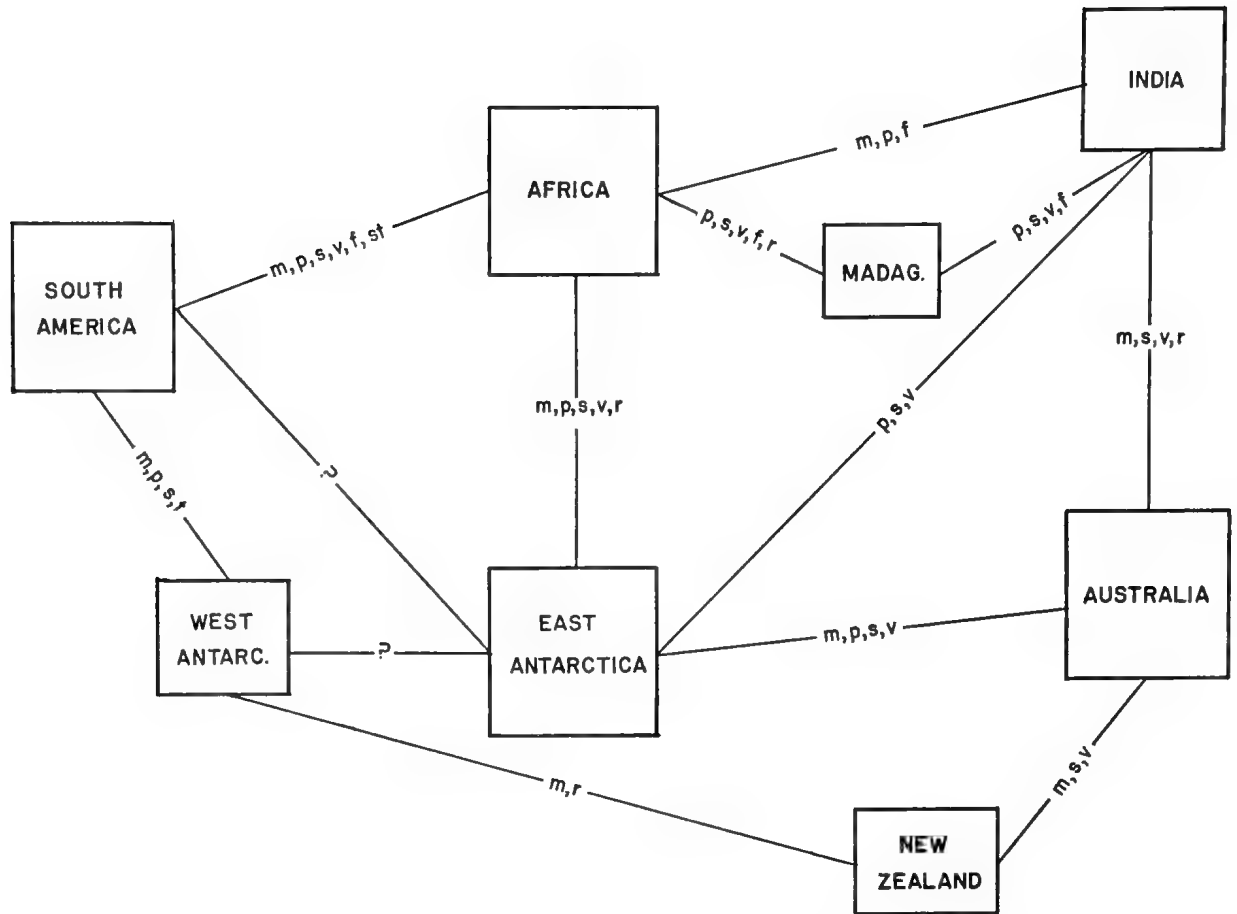 INDIA
m,p,f
AFRICA
p,s,v,f,r
p,s,v,f
MADAG.
m,p,s,v,f,st
SOUTH
AMERICA
m,s,v,r
m,p,s,v,r
p,s,v
m,p,s,f
?
AUSTRALIA
WEST
ANTARC.
?
EAST
ANTARCTICA
m,p,s,v
m,r
m,s,v
NEW
ZEALAND